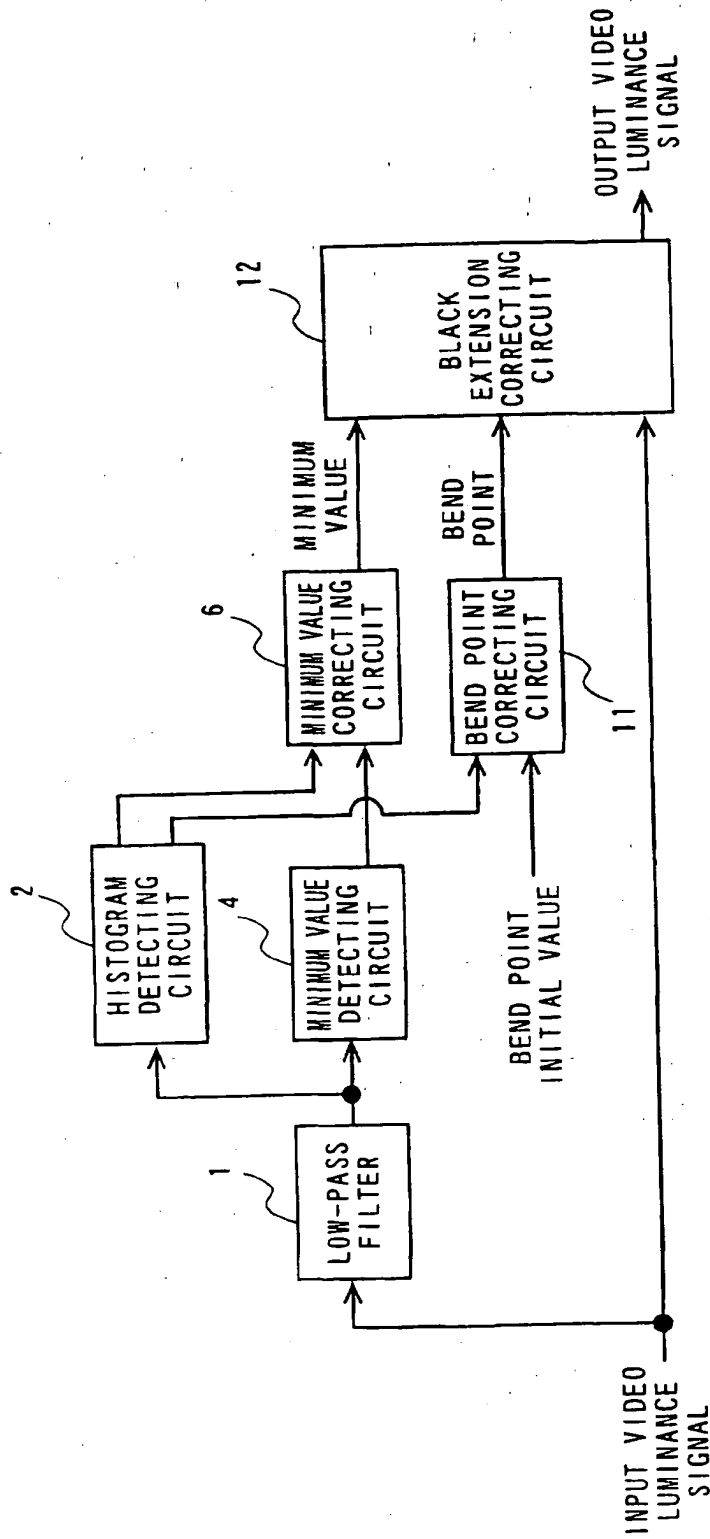 INPUT VIDEO
LUMINANCE
SIGNAL
1
LOW-PASS
FILTER
2
HISTOGRAM
DETECTING
CIRCUIT
4
MINIMUM VALUE
DETECTING
CIRCUIT
BEND POINT
INITIAL VALUE
6
MINIMUM VALUE
CORRECTING
CIRCUIT
BEND POINT
CORRECTING
CIRCUIT
11
MINIMUM
VALUE
BEND
POINT
12
BLACK
EXTENSION
CORRECTING
CIRCUIT
OUTPUT VIDEO
LUMINANCE
SIGNAL